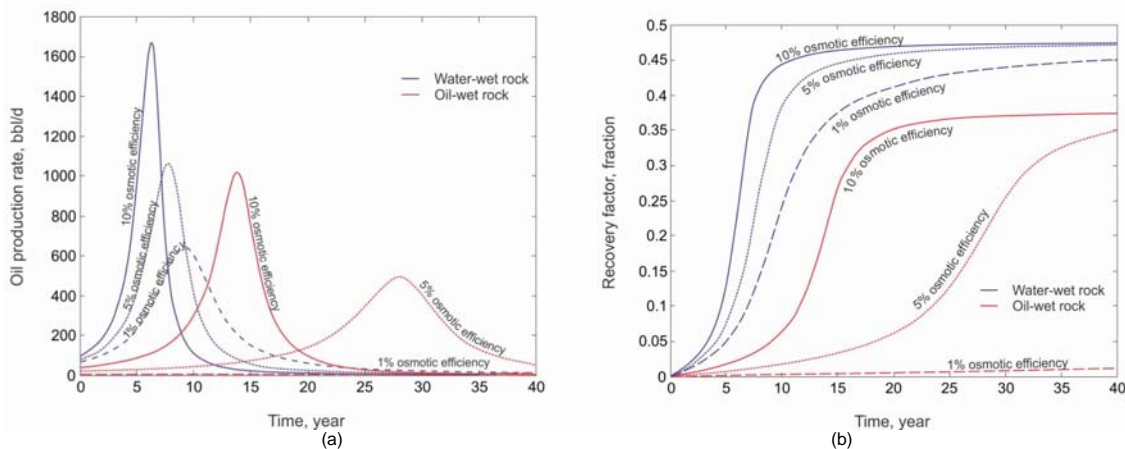 1800
1600
1400
1200
1000
800
600
400
200
0
Oil production rate, bbl/d
Water-wet rock
Oil-wet rock
10% osmotic efficiency
5% osmotic efficiency
1% osmotic efficiency
10% osmotic efficiency
5% osmotic efficiency
1% osmotic efficiency
0 5 10 15 20 25 30 35 40
Time, year
(a)
0.5
0.45
0.4
0.35
0.3
0.25
0.2
0.15
0.1
0.05
0
Recovery factor, fraction
10% osmotic efficiency
5% osmotic efficiency
1% osmotic efficiency
10% osmotic efficiency
5% osmotic efficiency
Water-wet rock
Oil-wet rock
1% osmotic efficiency
0 5 10 15 20 25 30 35 40
Time, year
(b)